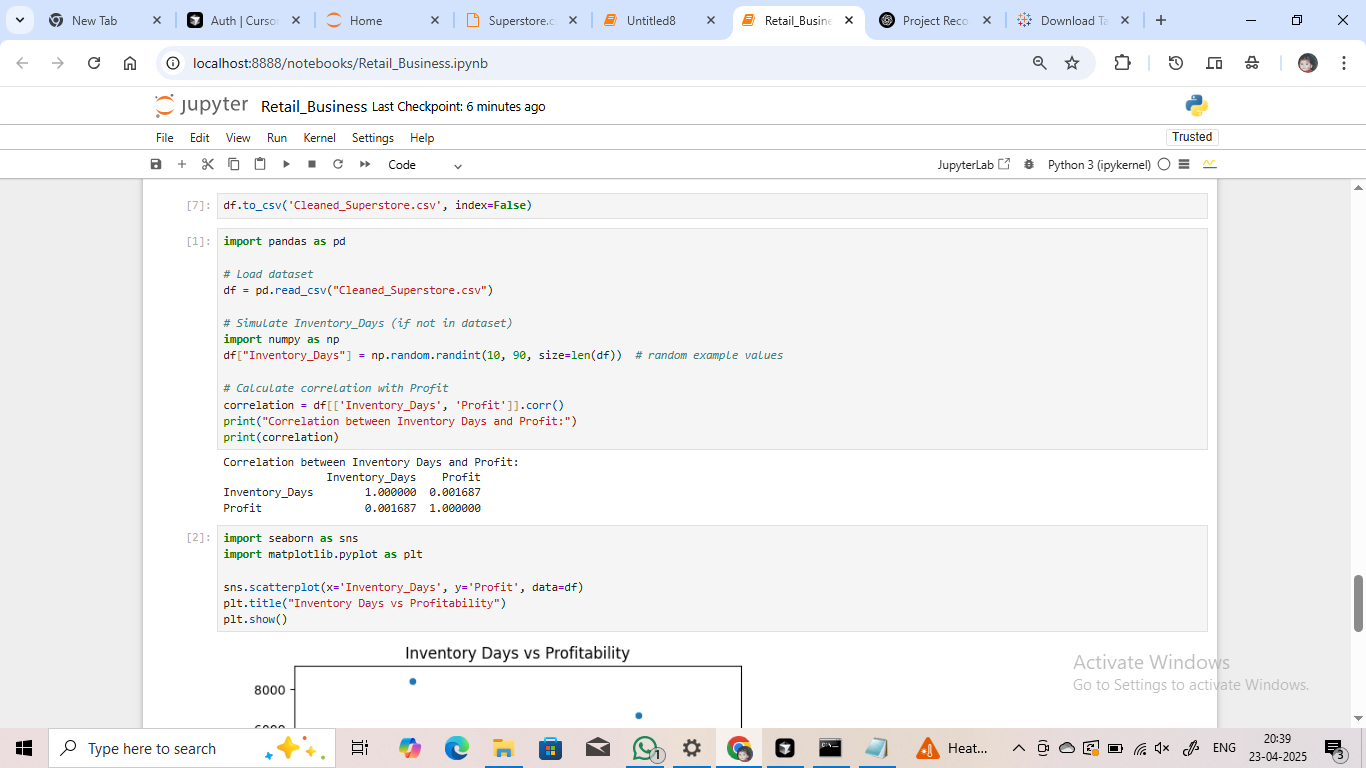 New Tab
Auth | Curso
Home
Superstore.c
Untitled8
Retail_Busine
Project Reco
Download Ta
localhost:8888/notebooks/Retail_Business.ipynb
jupyter Retail_Business Last Checkpoint: 6 minutes ago
File Edit View Run Kernel Settings Help
Trusted
Code
JupyterLab
Python 3 (ipykernel)
[7]: df.to_csv('Cleaned_Superstore.csv', index=False)
[1]: import pandas as pd
# Load dataset
df = pd.read_csv("Cleaned_Superstore.csv")
# Simulate Inventory_Days (if not in dataset)
import numpy as np
df["Inventory_Days"] = np.random.randint(10, 90, size=len(df))  # random example values
# Calculate correlation with Profit
correlation = df[['Inventory_Days', 'Profit']].corr()
print("Correlation between Inventory Days and Profit:")
print(correlation)
Correlation between Inventory Days and Profit:
Inventory_Days    Profit
Inventory_Days        1.000000  0.001687
Profit                0.001687  1.000000
[2]: import seaborn as sns
import matplotlib.pyplot as plt
sns.scatterplot(x='Inventory_Days', y='Profit', data=df)
plt.title("Inventory Days vs Profitability")
plt.show()
Inventory Days vs Profitability
8000
Activate Windows
Go to Settings to activate Windows.
Type here to search
1
Heat...
ENG
20:39
23-04-2025
3